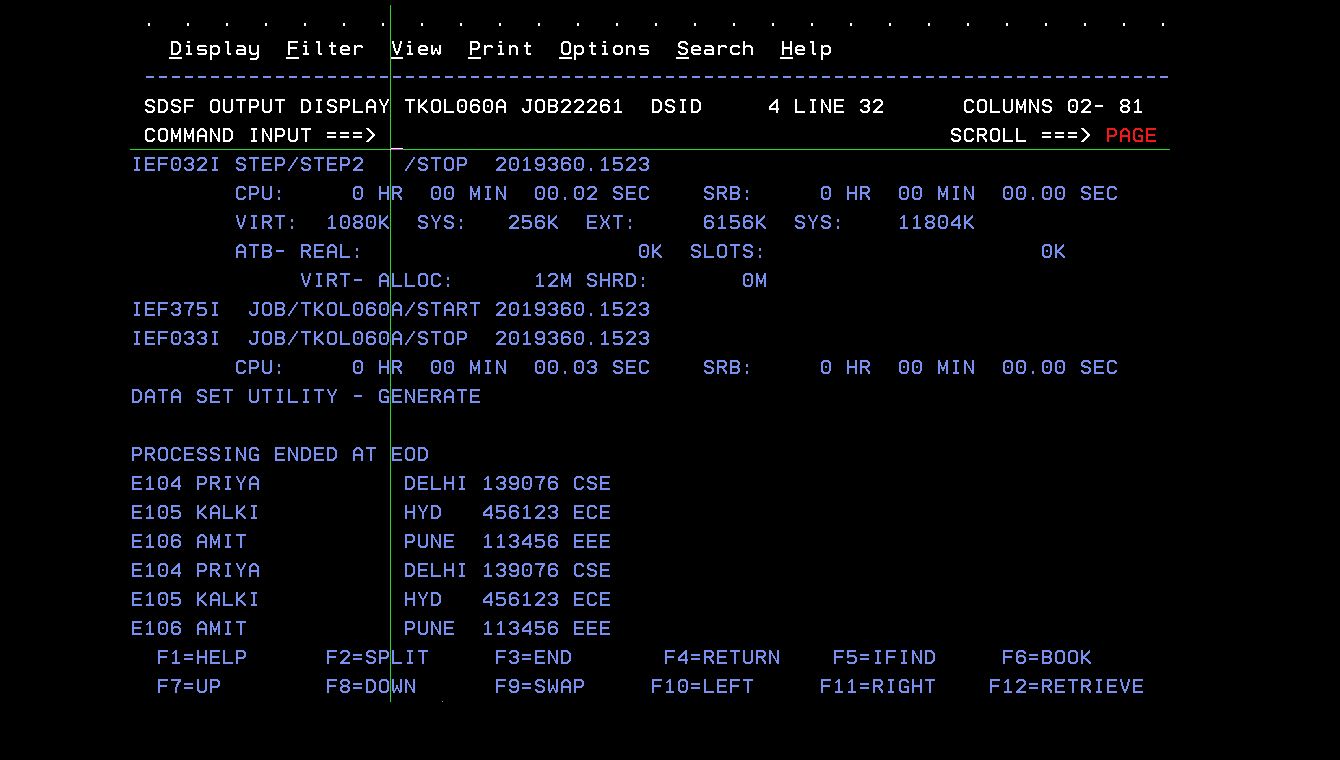 Display  Filter  View  Print  Options  Search  Help
-------------------------------------------------------------------------------
SDSF OUTPUT DISPLAY TKOL060A JOB22261  DSID     4 LINE 32      COLUMNS 02- 81
COMMAND INPUT ===> _                                            SCROLL ===> PAGE
IEF032I STEP/STEP2   /STOP  2019360.1523
        CPU:     0 HR  00 MIN  00.02 SEC    SRB:     0 HR  00 MIN  00.00 SEC
        VIRT:  1080K  SYS:   256K  EXT:     6156K  SYS:    11804K
        ATB- REAL:                     0K  SLOTS:                     0K
             VIRT- ALLOC:      12M SHRD:       0M
IEF375I  JOB/TKOL060A/START 2019360.1523
IEF033I  JOB/TKOL060A/STOP  2019360.1523
        CPU:     0 HR  00 MIN  00.03 SEC    SRB:     0 HR  00 MIN  00.00 SEC
DATA SET UTILITY - GENERATE
PROCESSING ENDED AT EOD
E104 PRIYA           DELHI 139076 CSE
E105 KALKI           HYD   456123 ECE
E106 AMIT            PUNE  113456 EEE
E104 PRIYA           DELHI 139076 CSE
E105 KALKI           HYD   456123 ECE
E106 AMIT            PUNE  113456 EEE
F1=HELP      F2=SPLIT     F3=END       F4=RETURN    F5=IFIND     F6=BOOK
F7=UP        F8=DOWN      F9=SWAP     F10=LEFT     F11=RIGHT    F12=RETRIEVE